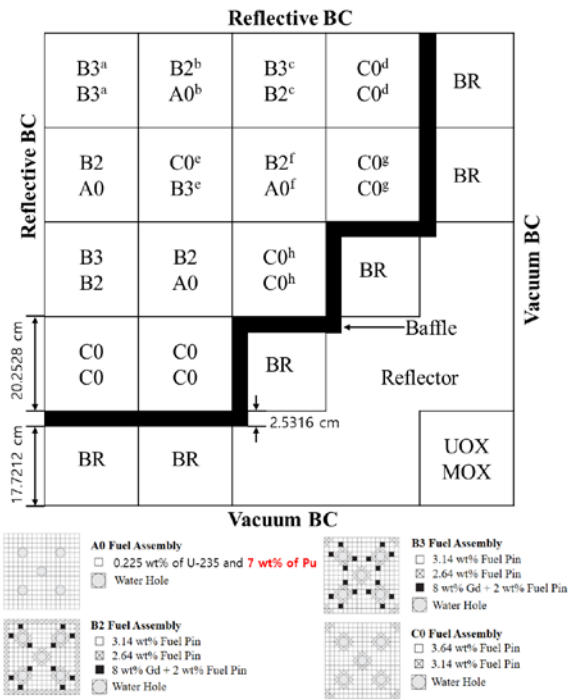 Reflective BC
B3ᵃ B2ᵇ B3ᶜ C0ᵈ BR
B3ᵃ A0ᵇ B2ᶜ C0ᵈ
Reflective BC
B2 C0ᵉ B2ᶠ C0ᵍ BR
A0 B3ᵉ A0ᶠ C0ᵍ
B3 B2 C0ʰ BR
B2 A0 C0ʰ
Vacuum BC
Baffle
20.2528 cm
C0 C0 BR Reflector
C0 C0
2.5316 cm
17.7212 cm
BR BR UOX
MOX
Vacuum BC
A0 Fuel Assembly
0.225 wt% of U-235 and 7 wt% of Pu
Water Hole
B3 Fuel Assembly
3.14 wt% Fuel Pin
2.64 wt% Fuel Pin
8 wt% Gd + 2 wt% Fuel Pin
Water Hole
B2 Fuel Assembly
3.14 wt% Fuel Pin
2.64 wt% Fuel Pin
8 wt% Gd + 2 wt% Fuel Pin
Water Hole
C0 Fuel Assembly
3.64 wt% Fuel Pin
3.14 wt% Fuel Pin
Water Hole